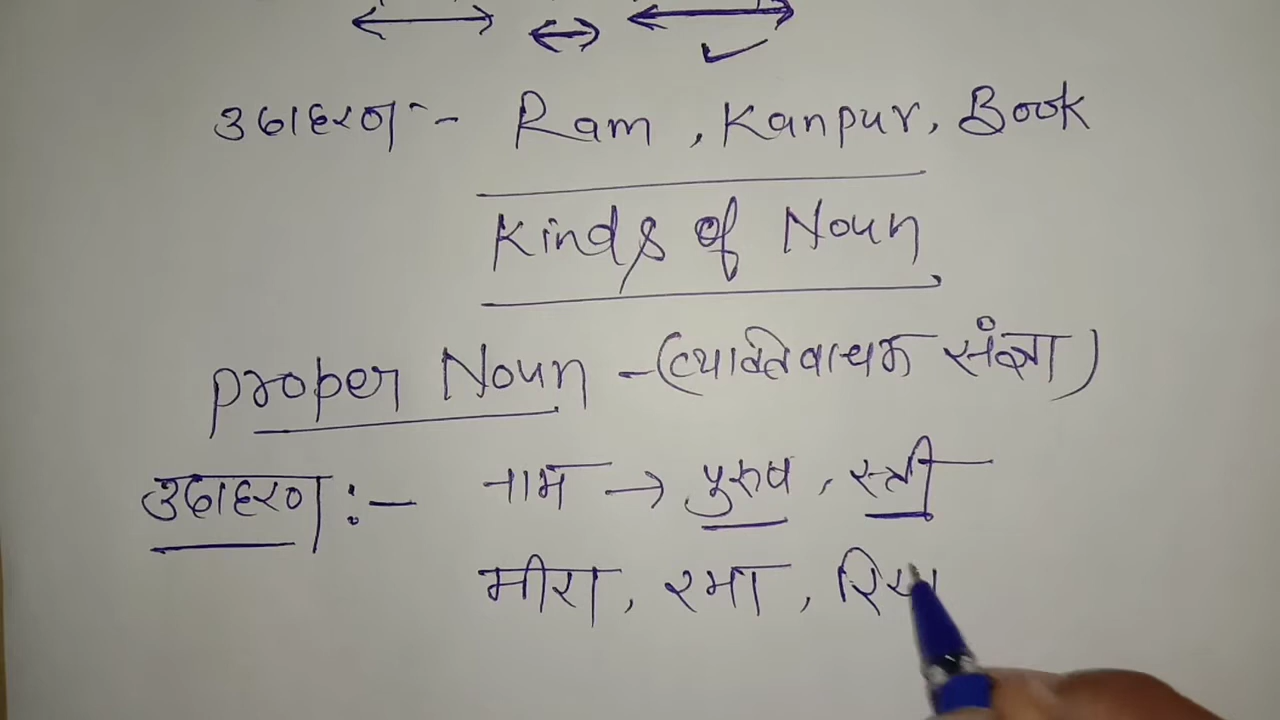 उदाहरण :- Ram, Kanpur, Book
Kinds of Noun
Proper Noun - (व्यक्तिवाचक संज्ञा)
उदाहरण :- नाम → पुरुष, स्त्री
मीरा, रमा,